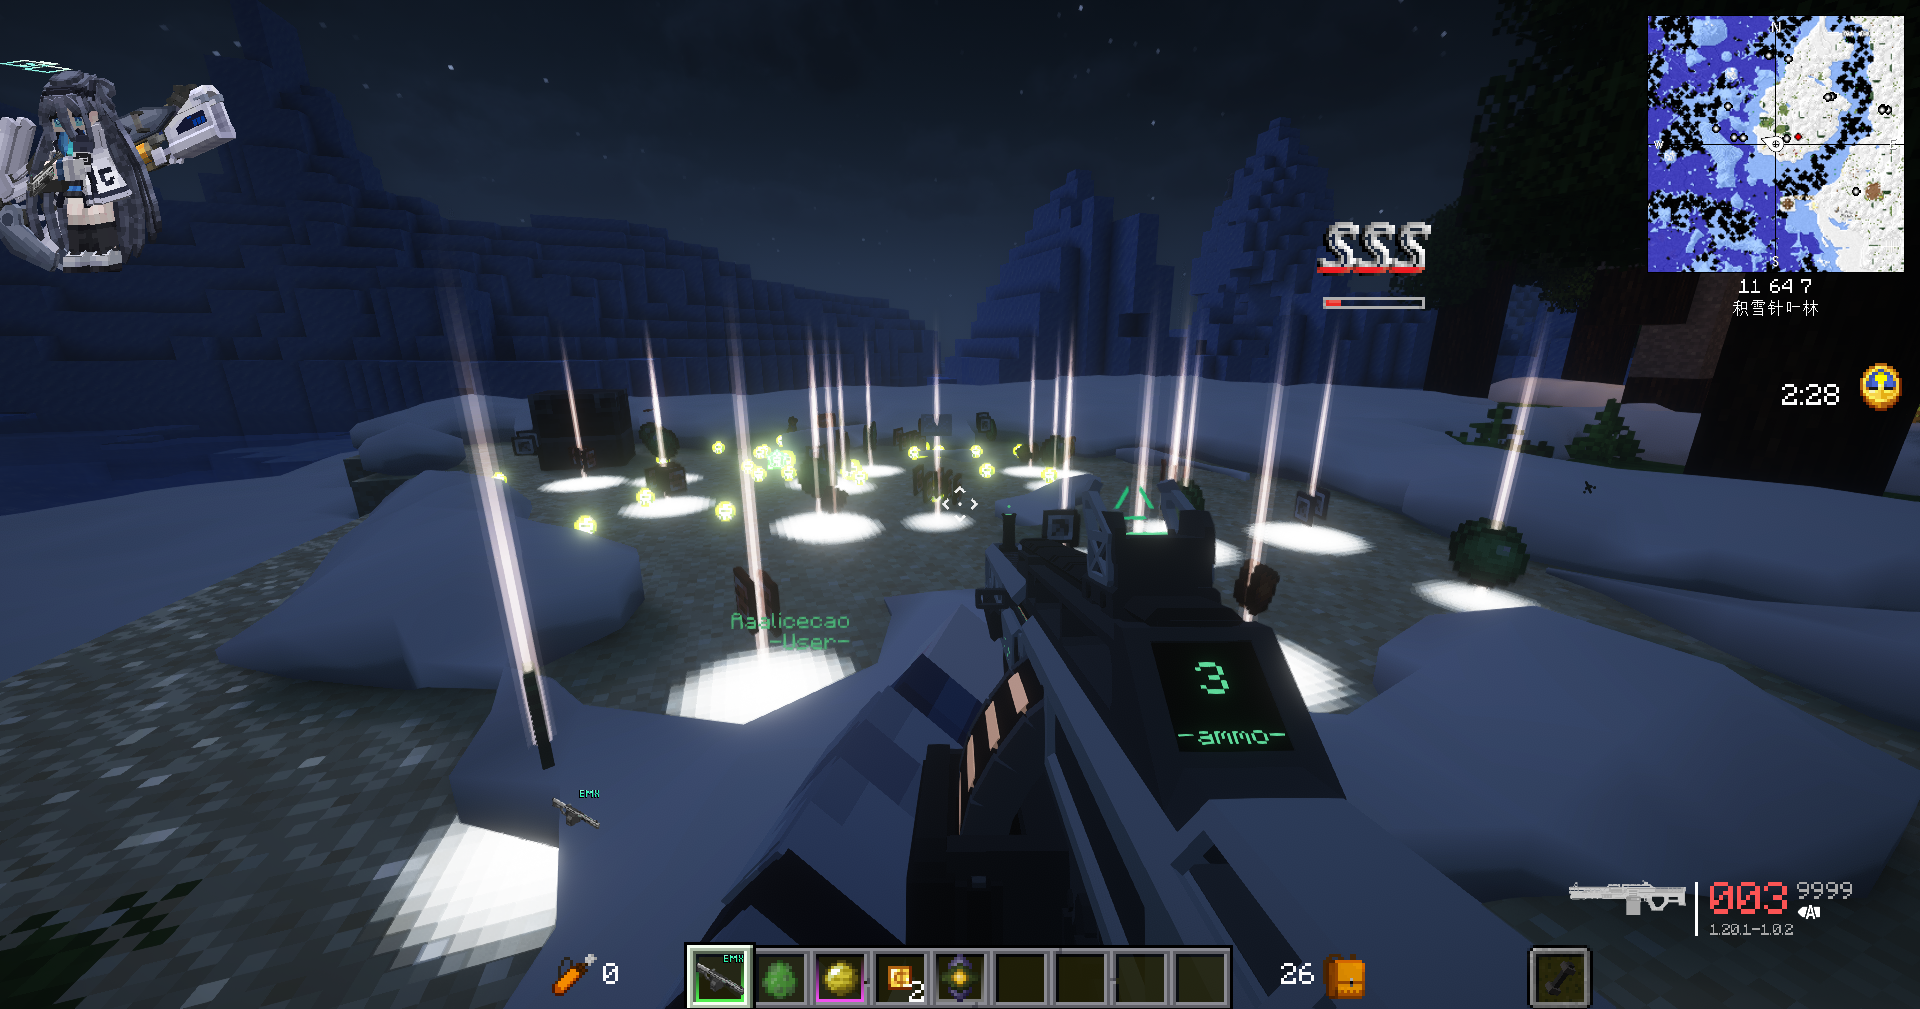 N
W
E
S
SSS
11 64 7
积雪针叶林
2:28
Aaalicecao
-User-
3
-ammo-
EMX
003 9999
A
1.20.1-1.0.2
0
EMX
2
26